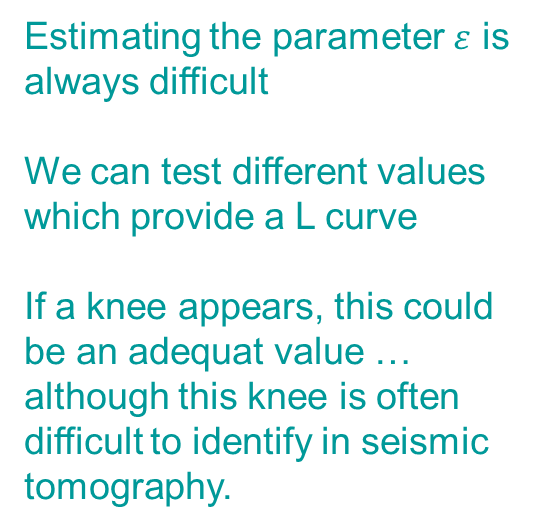 Estimating the parameter ε is
always difficult
We can test different values
which provide a L curve
If a knee appears, this could
be an adequat value …
although this knee is often
difficult to identify in seismic
tomography.